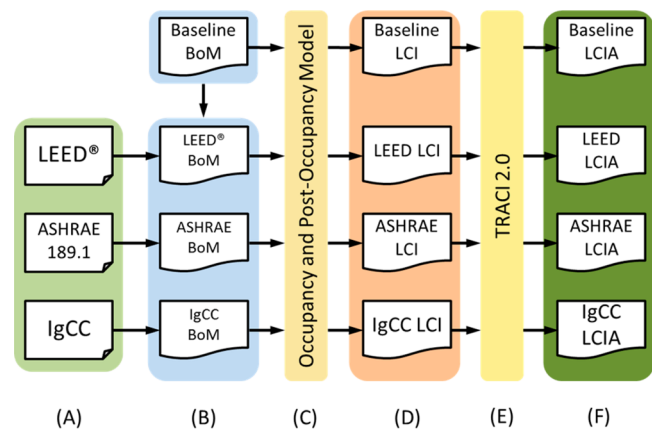 Baseline
BoM
Baseline
LCI
Baseline
LCIA
LEED®
LEED®
BoM
LEED LCI
LEED
LCIA
ASHRAE
189.1
ASHRAE
BoM
ASHRAE
LCI
ASHRAE
LCIA
IgCC
IgCC
BoM
IgCC LCI
IgCC
LCIA
Occupancy and Post-Occupancy Model
TRACI 2.0
(A)
(B)
(C)
(D)
(E)
(F)